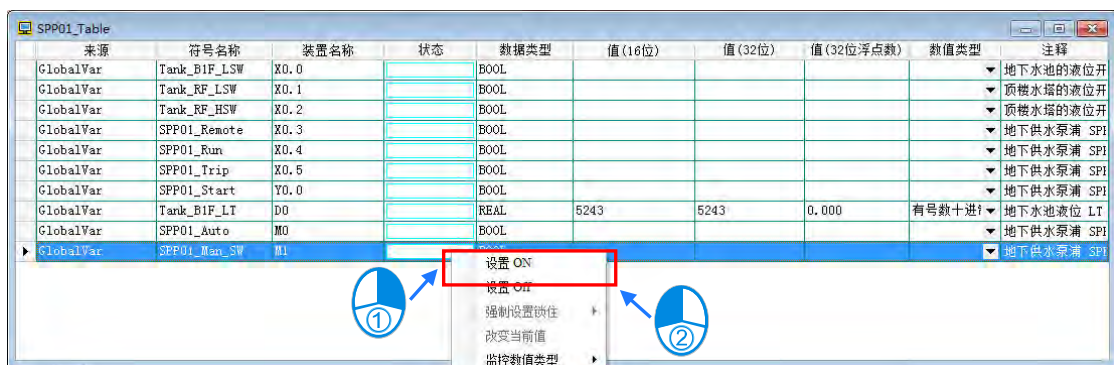 SPP01_Table
来源 符号名称 装置名称 状态 数据类型 值(16位) 值(32位) 值(32位浮点数) 数值类型 注释
GlobalVar Tank_B1F_LSW X0.0 BOOL 地下水池的液位开
GlobalVar Tank_RF_LSW X0.1 BOOL 顶楼水塔的液位开
GlobalVar Tank_RF_HSW X0.2 BOOL 顶楼水塔的液位开
GlobalVar SPP01_Remote X0.3 BOOL 地下供水泵浦 SPI
GlobalVar SPP01_Run X0.4 BOOL 地下供水泵浦 SPI
GlobalVar SPP01_Trip X0.5 BOOL 地下供水泵浦 SPI
GlobalVar SPP01_Start Y0.0 BOOL 地下供水泵浦 SPI
GlobalVar Tank_B1F_LT D0 REAL 5243 5243 0.000 有号数十进 地下水池液位 LT
GlobalVar SPP01_Auto M0 BOOL 地下供水泵浦 SPI
GlobalVar SPP01_Man_SW M1 BOOL 地下供水泵浦 SPI
设置 ON
设置 Off
强制设置锁住
改变当前值
监控数值类型
①
②